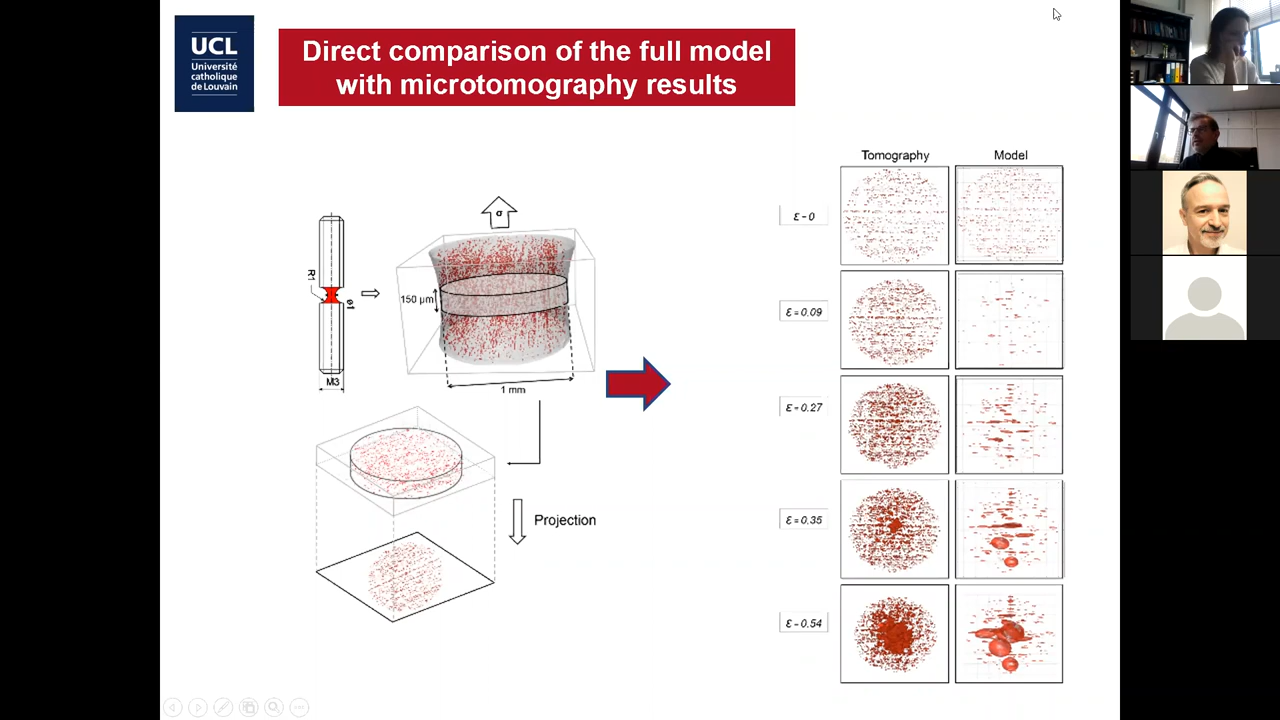 UCL
Université
catholique
de Louvain
Direct comparison of the full model
with microtomography results
Tomography
Model
σ
R1
ø1
M3
150 µm
1 mm
Projection
ε - 0
ε = 0.09
ε = 0.27
ε = 0.35
ε - 0.54